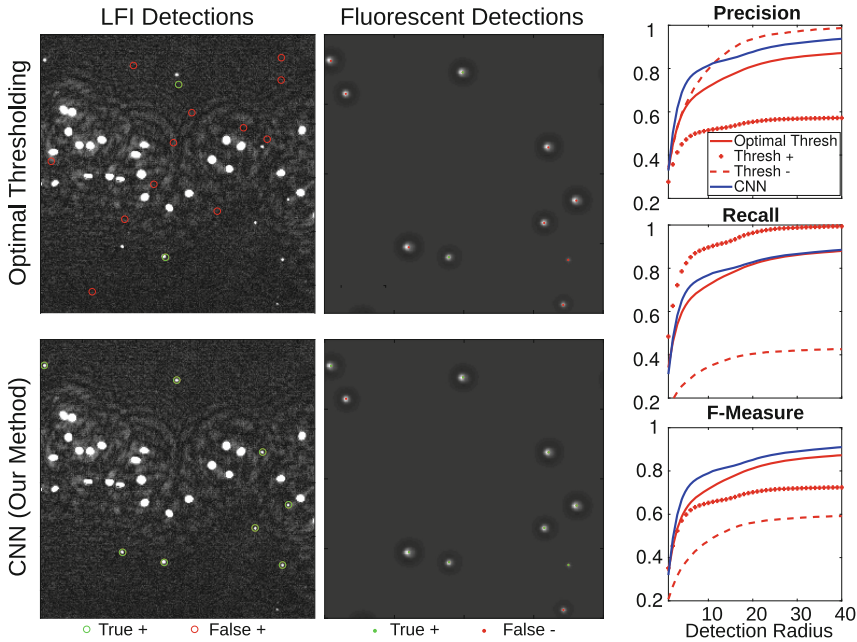 LFI Detections
Fluorescent Detections
Optimal Thresholding
CNN (Our Method)
True +
False +
True +
False -
Precision
1
0.8
0.6
0.4
0.2
Optimal Thresh
Thresh +
Thresh -
CNN
Recall
1
0.8
0.6
0.4
0.2
F-Measure
1
0.8
0.6
0.4
0.2
10 20 30 40
Detection Radius